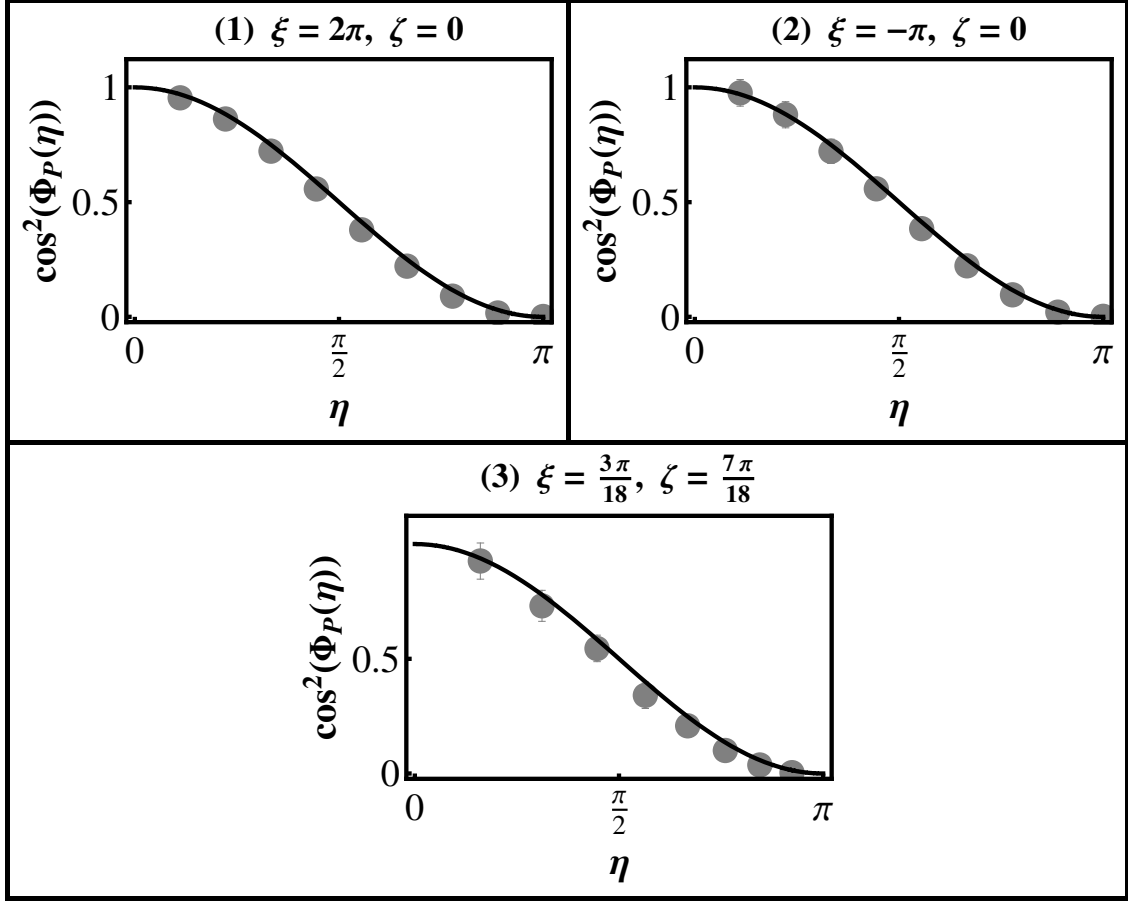 (1) ξ = 2π, ζ = 0
cos²(Φ_P(η))
1
0.5
0
0 π/2 π
η
(2) ξ = −π, ζ = 0
cos²(Φ_P(η))
1
0.5
0
0 π/2 π
η
(3) ξ = 3π/18, ζ = 7π/18
cos²(Φ_P(η))
0.5
0
0 π/2 π
η